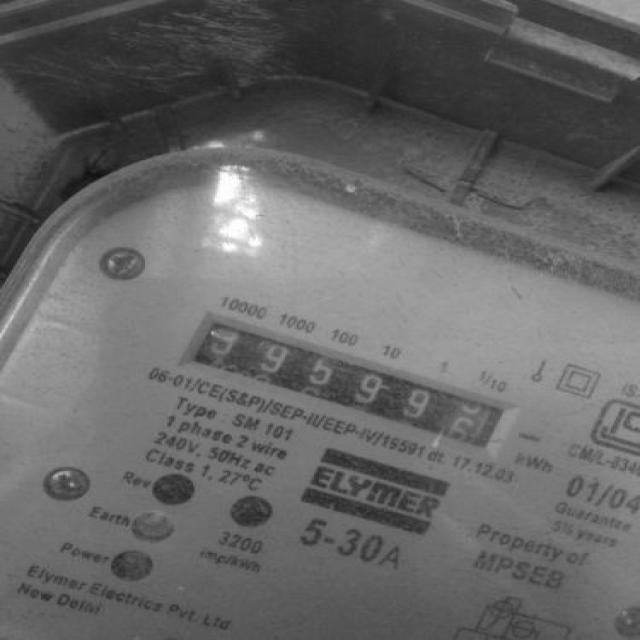 10000 1000 100 10 1 1/10
9 5 9 9
kWh
06-01/CE(S&P)/SEP-II/EEP-IV/15591 dt. 17.12.03
Type. SM 101
1 phase 2 wire
240V, 50Hz ac
Class 1, 27°C
Rev
Earth
Power
3200
imp/kWh
ELYMER
5-30A
01/04
Guarantee
5½ years
Property of
MPSEB
Elymer Electrics Pvt. Ltd
New Delhi